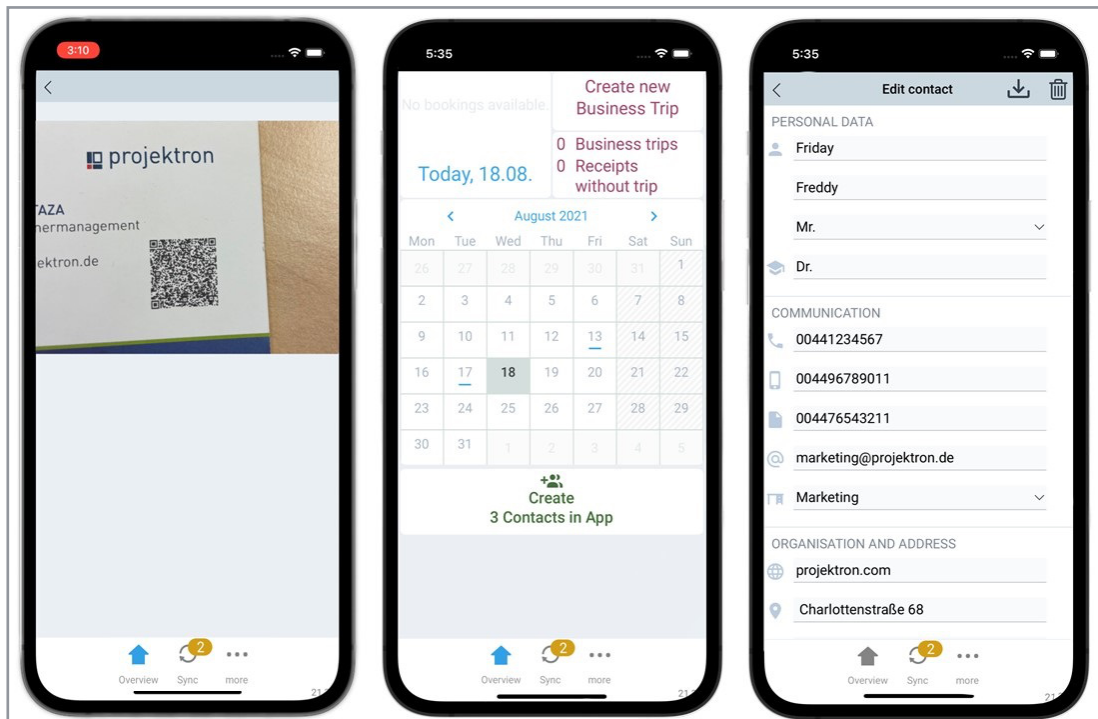 3:10
projektron
TAZA
nermanagement
ektron.de
Overview
2
Sync
more
5:35
No bookings available.
Create new
Business Trip
0 Business trips
0 Receipts
without trip
Today, 18.08.
August 2021
Mon Tue Wed Thu Fri Sat Sun
26 27 28 29 30 31 1
2 3 4 5 6 7 8
9 10 11 12 13 14 15
16 17 18 19 20 21 22
23 24 25 26 27 28 29
30 31 1 2 3 4 5
Create
3 Contacts in App
Overview
2
Sync
more
5:35
Edit contact
PERSONAL DATA
Friday
Freddy
Mr.
Dr.
COMMUNICATION
00441234567
004496789011
004476543211
marketing@projektron.de
Marketing
ORGANISATION AND ADDRESS
projektron.com
Charlottenstraße 68
Overview
2
Sync
more